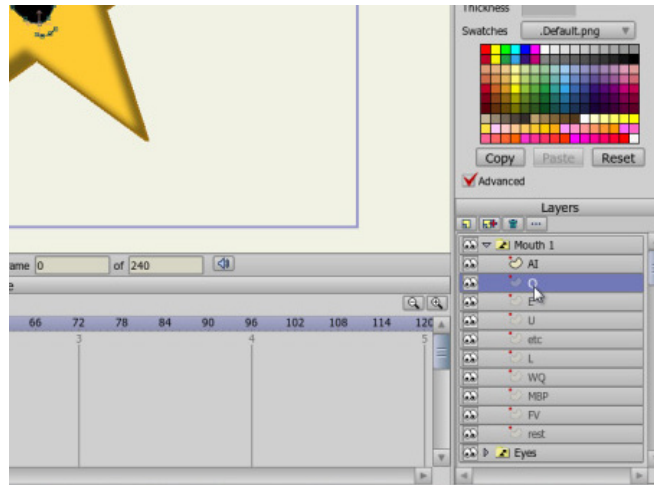 Thickness
Swatches .Default.png
Copy Paste Reset
Advanced
Layers
Mouth 1
AI
O
E
U
etc
L
WQ
MBP
FV
rest
Eyes
ame 0 of 240
e
66 72 78 84 90 96 102 108 114 120
3 4 5